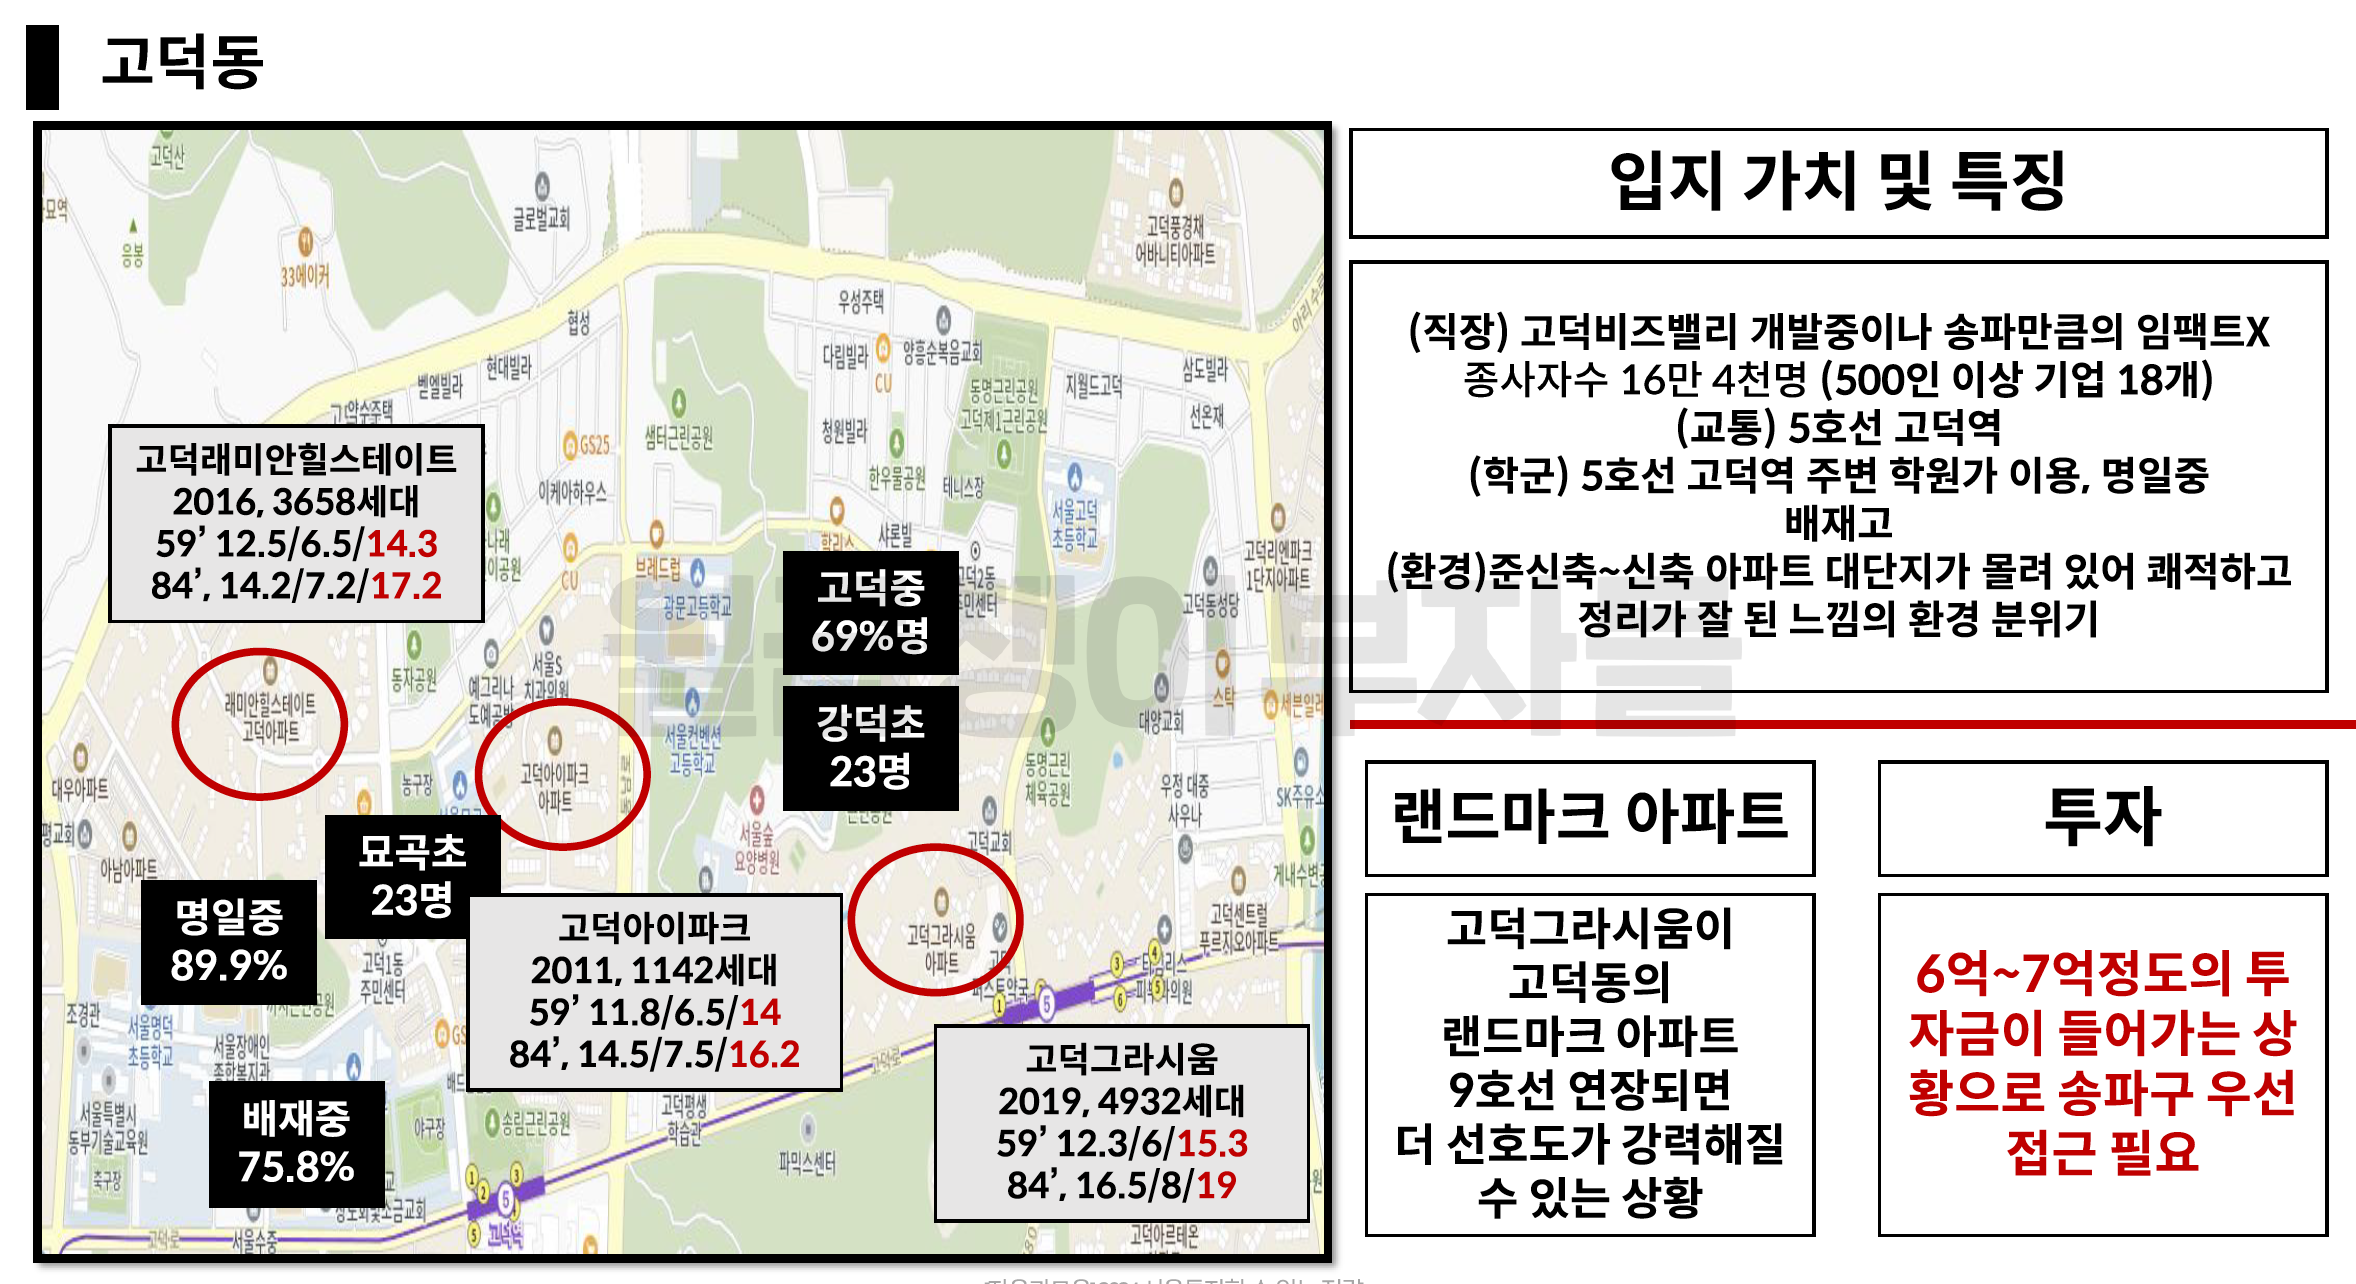 고덕동
고덕산
응봉
33에이커
글로벌교회
고덕풍경채
어바니티아파트
협성
우성주택
현대빌라
벧엘빌라
다림빌라
CU
양흥순복음교회
동명근린공원
고덕제1근린공원
지월드고덕
삼도빌라
선온재
샘터근린공원
청원빌라
GS25
한우물공원
테니스장
이케아하우스
샤론빌
서울고덕
초등학교
고덕리엔파크
1단지아파트
고덕래미안힐스테이트
2016, 3658세대
59’ 12.5/6.5/14.3
84’, 14.2/7.2/17.2
CU
브레드럽
광문고등학교
고덕중
69%명
고덕동성당
동자공원
서울S
치과의원
예그리나
도예공방
래미안힐스테이트
고덕아파트
강덕초
23명
스탁
대양교회
서울컨벤션
고등학교
고덕아이파크
아파트
농구장
대우아파트
동명근린
체육공원
우정 대중
사우나
서울숲
요양병원
고덕교회
아남아파트
묘곡초
23명
명일중
89.9%
고덕1동
주민센터
고덕아이파크
2011, 1142세대
59’ 11.8/6.5/14
84’, 14.5/7.5/16.2
고덕그라시움
아파트
고덕센트럴
푸르지오아파트
조경관
서울명덕
초등학교
서울장애인
종합복지관
배재중
75.8%
서울특별시
동부기술교육원
축구장
야구장
송림근린공원
고덕평생
학습관
파믹스센터
고덕로
고덕그라시움
2019, 4932세대
59’ 12.3/6/15.3
84’, 16.5/8/19
고덕로
서울수중
고덕역
고덕아르테온
월급쟁이부자들
입지 가치 및 특징
(직장) 고덕비즈밸리 개발중이나 송파만큼의 임팩트X
종사자수 16만 4천명 (500인 이상 기업 18개)
(교통) 5호선 고덕역
(학군) 5호선 고덕역 주변 학원가 이용, 명일중
배재고
(환경)준신축~신축 아파트 대단지가 몰려 있어 쾌적하고
정리가 잘 된 느낌의 환경 분위기
랜드마크 아파트
고덕그라시움이
고덕동의
랜드마크 아파트
9호선 연장되면
더 선호도가 강력해질
수 있는 상황
투자
6억~7억정도의 투
자금이 들어가는 상
황으로 송파구 우선
접근 필요